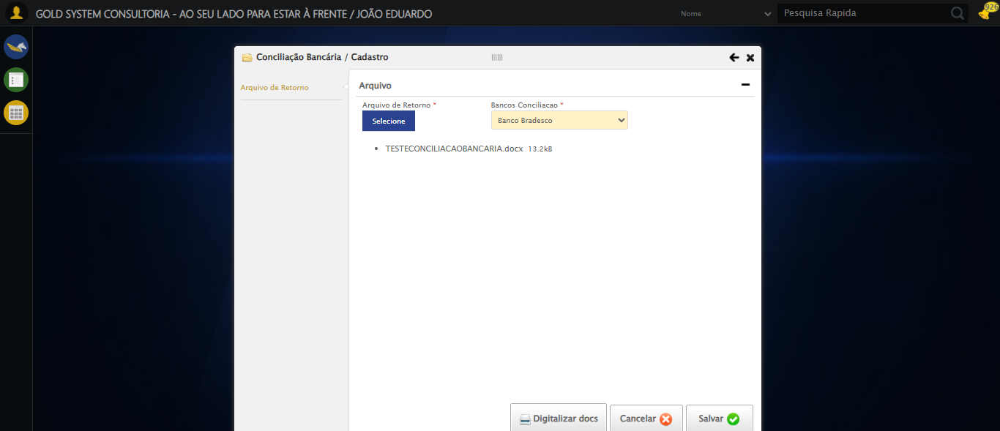 GOLD SYSTEM CONSULTORIA - AO SEU LADO PARA ESTAR À FRENTE / JOÃO EDUARDO
Nome
Pesquisa Rapida
926
Conciliação Bancária / Cadastro
Arquivo de Retorno
Arquivo
Arquivo de Retorno *
Bancos Conciliacao *
Selecione
Banco Bradesco
TESTECONCILIACAOBANCARIA.docx 13.2kB
Digitalizar docs
Cancelar
Salvar